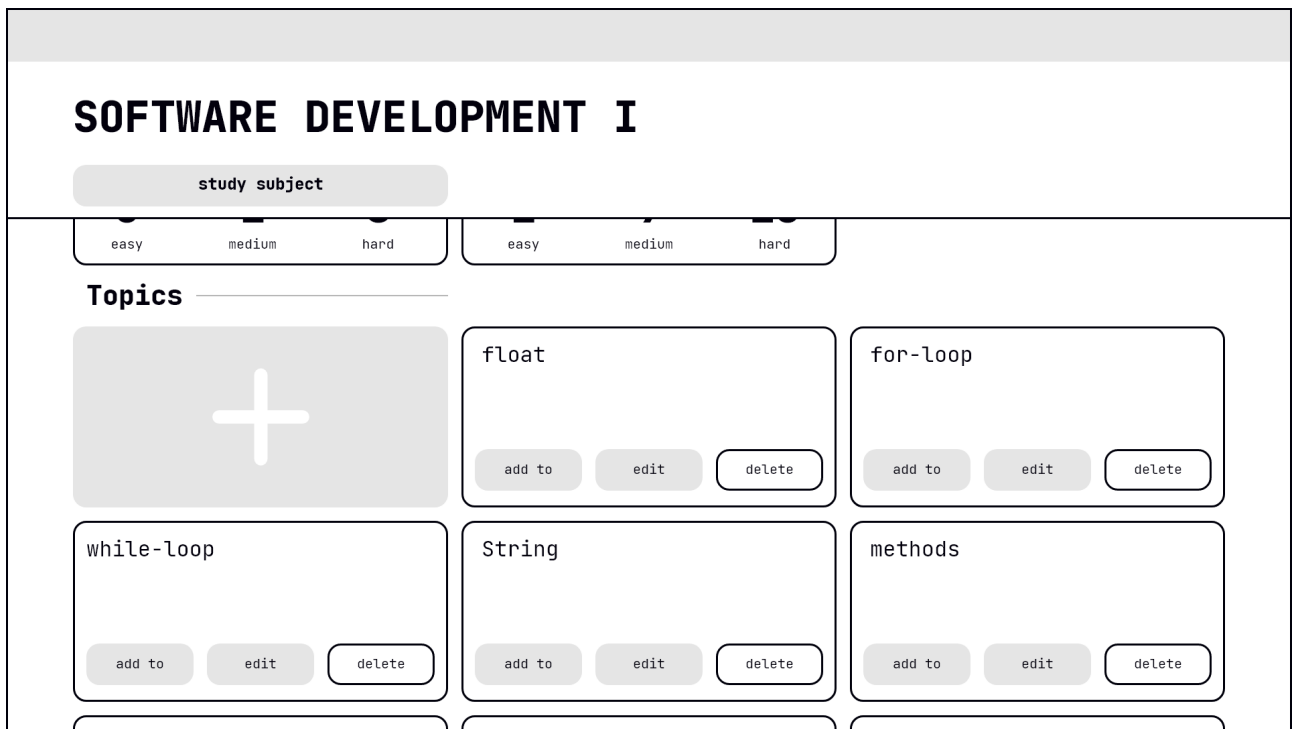 SOFTWARE DEVELOPMENT I
study subject
easy medium hard easy medium hard
Topics
float for-loop
add to edit delete add to edit delete
while-loop String methods
add to edit delete add to edit delete add to edit delete